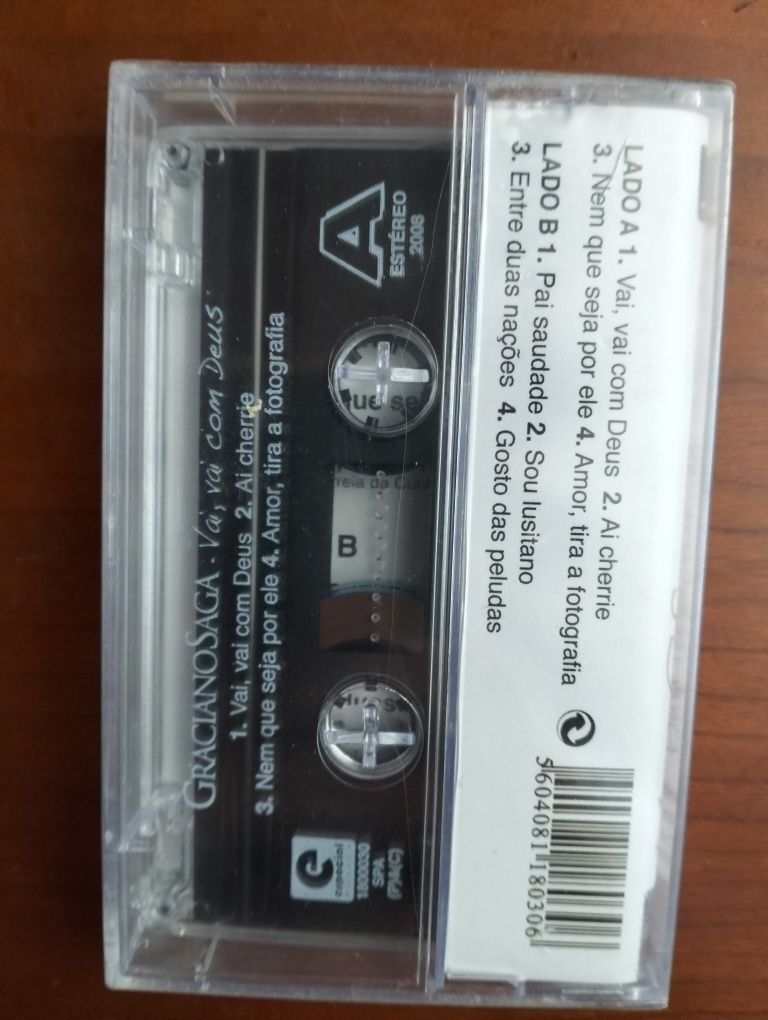 LADO A 1. Vai, vai com Deus 2. Ai cherrie
3. Nem que seja por ele 4. Amor, tira a fotografia
LADO B 1. Pai saudade 2. Sou lusitano
3. Entre duas nações 4. Gosto das peludas
5604081180306
A
ESTÉREO
2008
GRACIANO SAGA · Vai, vai com Deus
1. Vai, vai com Deus 2. Ai cherrie
3. Nem que seja por ele 4. Amor, tira a fotografia
B
e
espacial
18000030
SPA
(P)&(C)